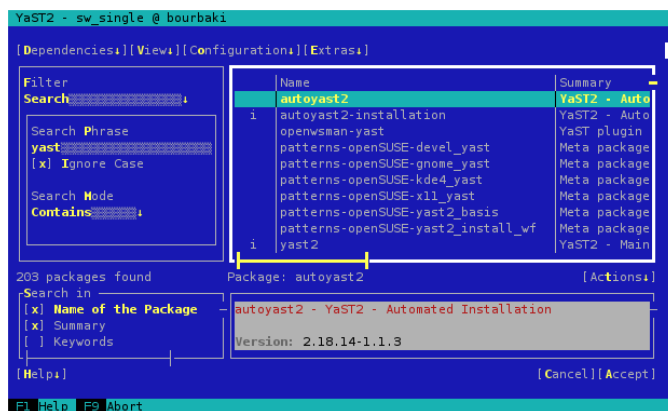 YaST2 - sw_single @ bourbaki
[Dependencies↓][View↓][Configuration↓][Extras↓]
Filter
Search↓
Search Phrase
yast
[x] Ignore Case
Search Mode
Contains↓
Name Summary
autoyast2 YaST2 - Auto
i autoyast2-installation YaST2 - Auto
openwsman-yast YaST plugin
patterns-openSUSE-devel_yast Meta package
patterns-openSUSE-gnome_yast Meta package
patterns-openSUSE-kde4_yast Meta package
patterns-openSUSE-x11_yast Meta package
patterns-openSUSE-yast2_basis Meta package
patterns-openSUSE-yast2_install_wf Meta package
i yast2 YaST2 - Main
203 packages found
Package: autoyast2 [Actions↓]
Search in
[x] Name of the Package
[x] Summary
[ ] Keywords
autoyast2 - YaST2 - Automated Installation
Version: 2.18.14-1.1.3
[Help↓] [Cancel][Accept]
F1 Help F9 Abort